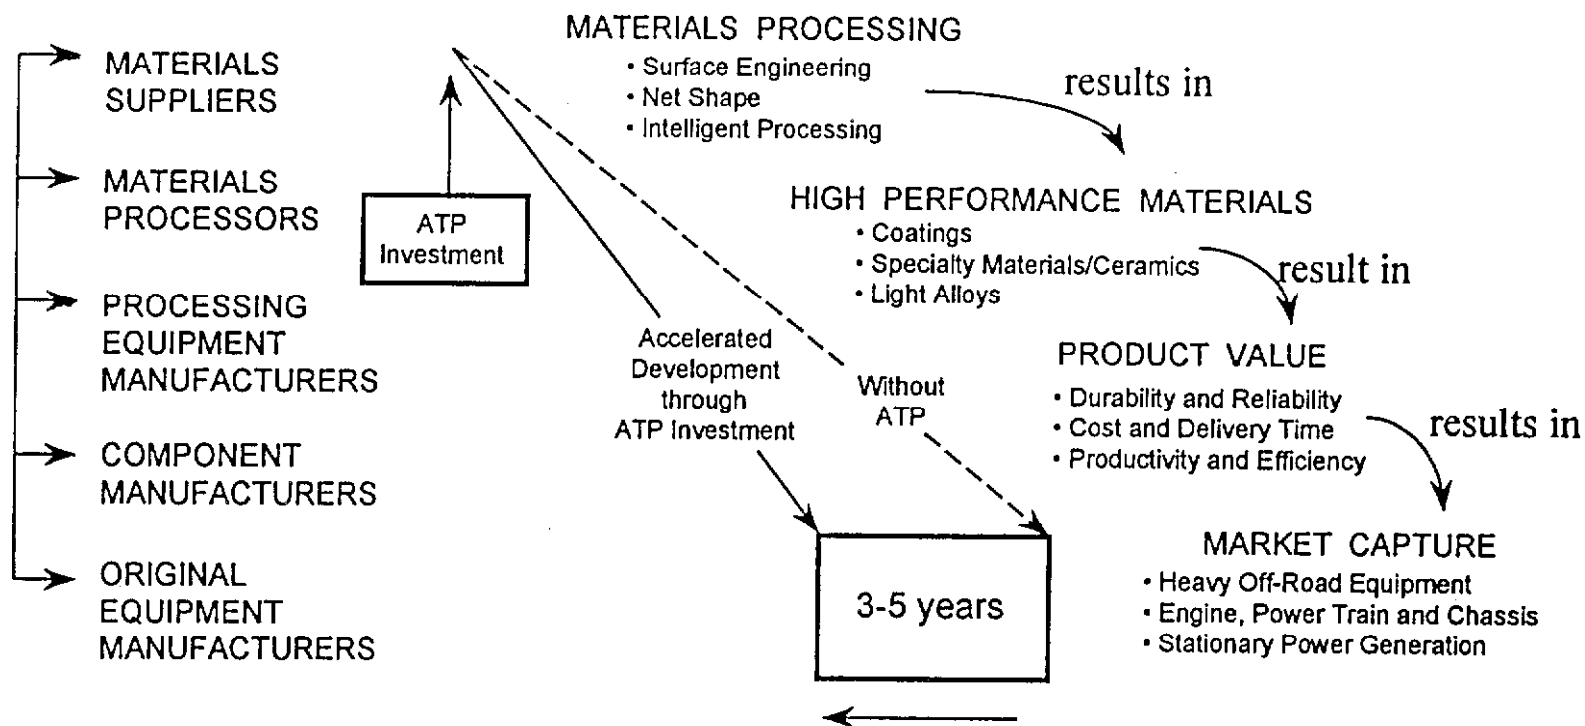 MATERIALS
SUPPLIERS
MATERIALS
PROCESSORS
PROCESSING
EQUIPMENT
MANUFACTURERS
COMPONENT
MANUFACTURERS
ORIGINAL
EQUIPMENT
MANUFACTURERS
ATP
Investment
Accelerated
Development
through
ATP Investment
Without
ATP
3-5 years
MATERIALS PROCESSING
• Surface Engineering
• Net Shape
• Intelligent Processing
results in
HIGH PERFORMANCE MATERIALS
• Coatings
• Specialty Materials/Ceramics
• Light Alloys
result in
PRODUCT VALUE
• Durability and Reliability
• Cost and Delivery Time
• Productivity and Efficiency
results in
MARKET CAPTURE
• Heavy Off-Road Equipment
• Engine, Power Train and Chassis
• Stationary Power Generation